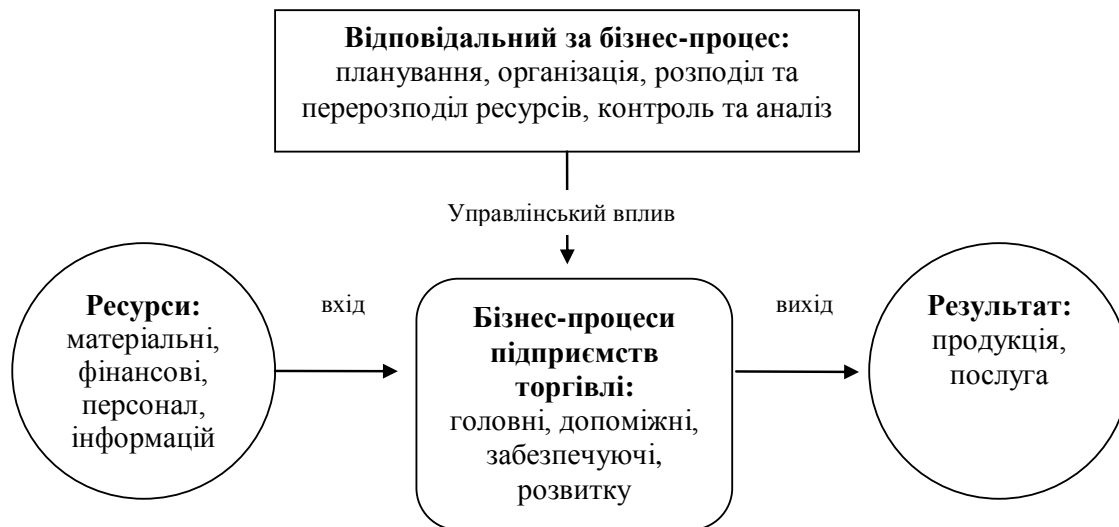 Відповідальний за бізнес-процес:
планування, організація, розподіл та
перерозподіл ресурсів, контроль та аналіз
Управлінський вплив
Ресурси:
матеріальні,
фінансові,
персонал,
інформацій
вхід
Бізнес-процеси
підприємств
торгівлі:
головні, допоміжні,
забезпечуючі,
розвитку
вихід
Результат:
продукція,
послуга